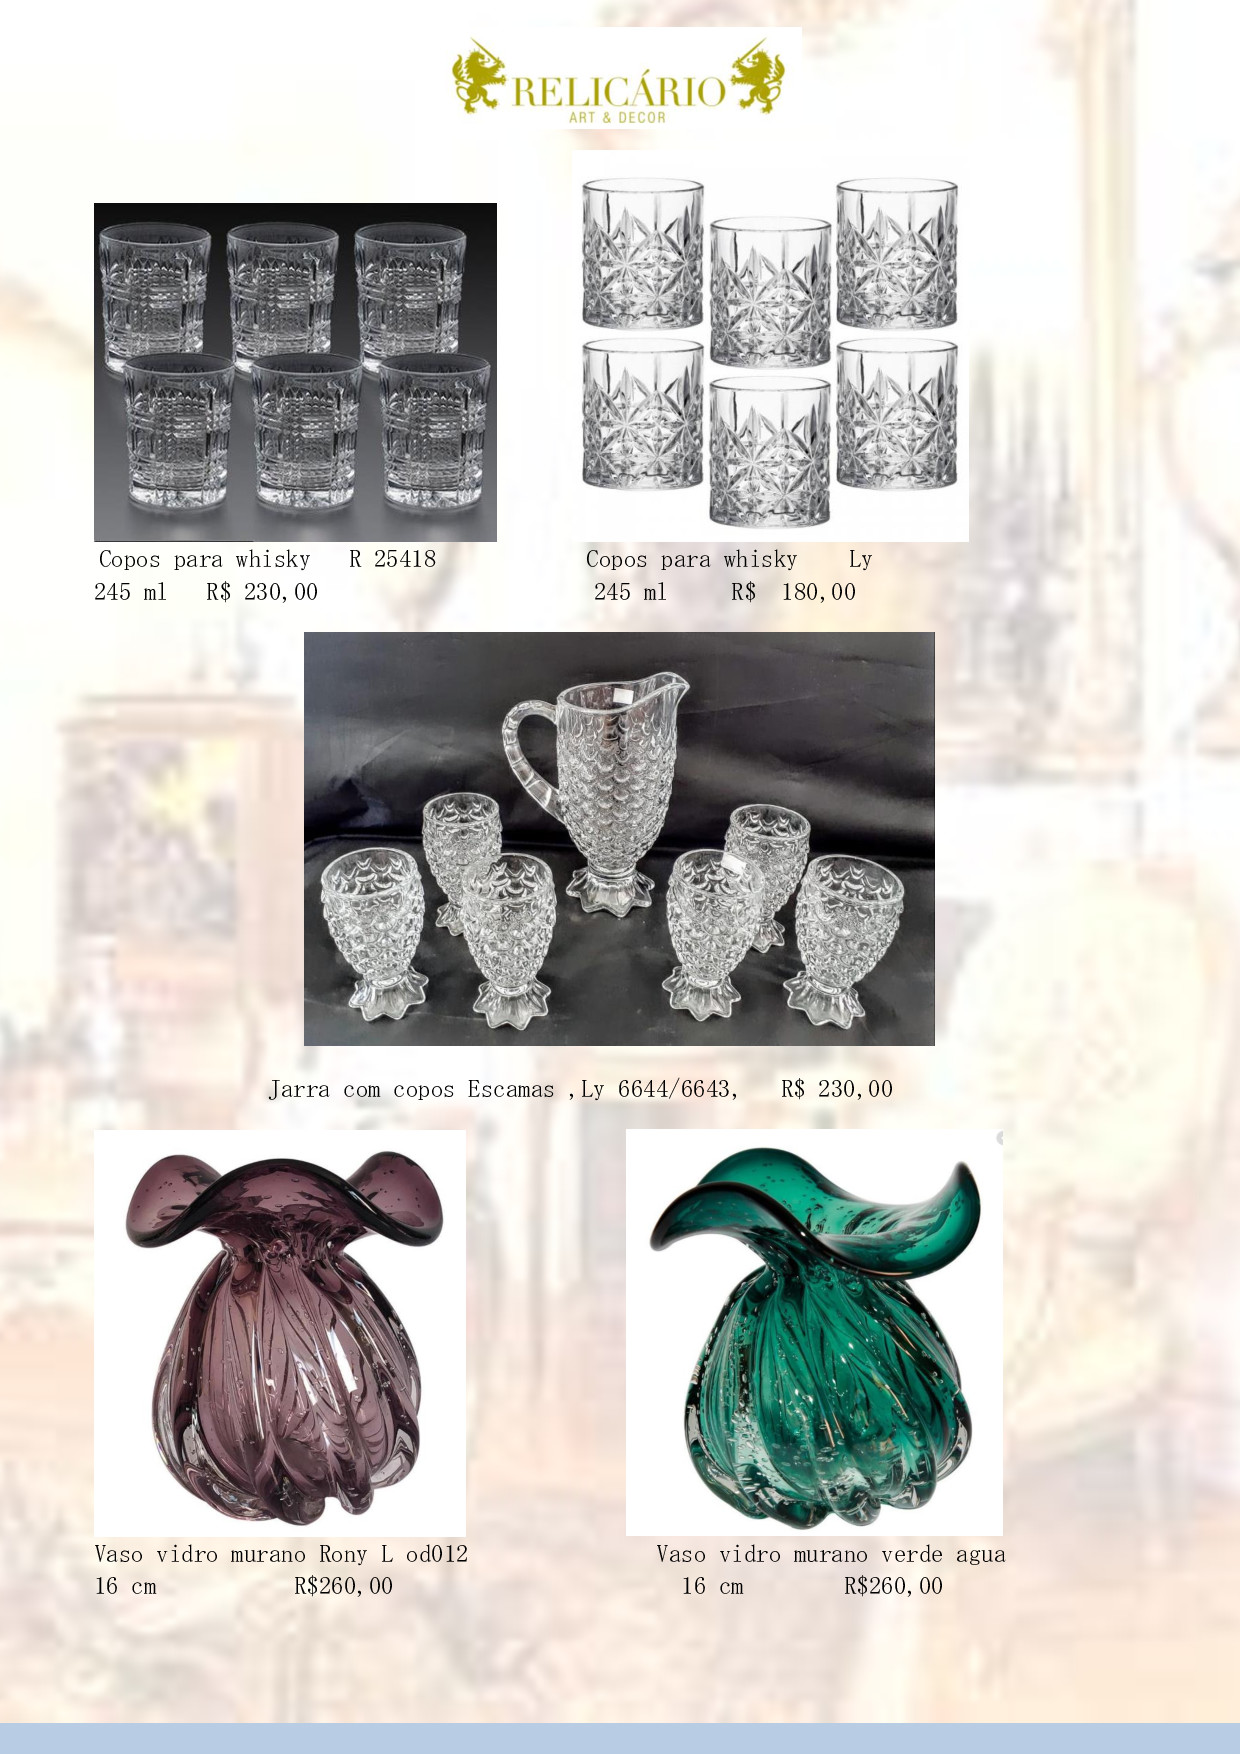 RELICÁRIO
ART & DECOR
Copos para whisky R 25418
245 ml R$ 230,00
Copos para whisky Ly
245 ml R$ 180,00
Jarra com copos Escamas ,Ly 6644/6643, R$ 230,00
Vaso vidro murano Rony L od012
16 cm R$260,00
Vaso vidro murano verde agua
16 cm R$260,00